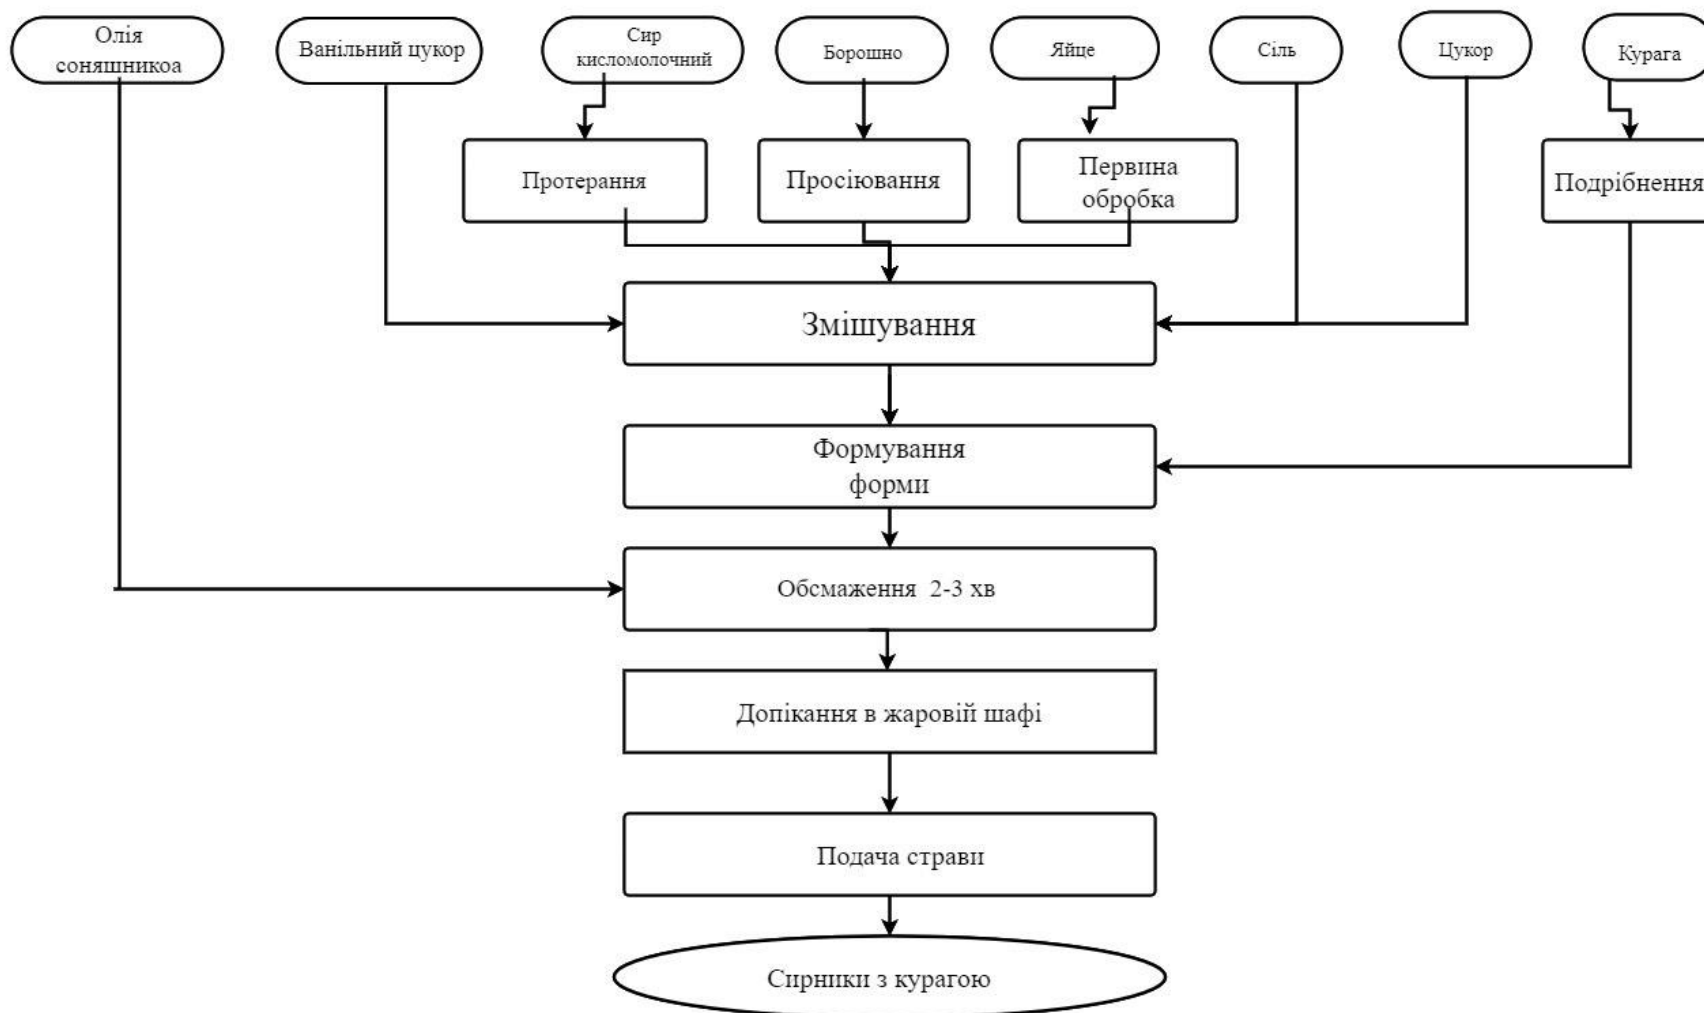 Олія
соняшникоа
Ванільний цукор
Сир
кисломолочний
Борошно
Яйце
Сіль
Цукор
Курага
Протерання
Просіювання
Первина
обробка
Подрібнення
Змішування
Формування
форми
Обсмаження 2-3 хв
Допікання в жаровій шафі
Подача страви
Сирники з курагою